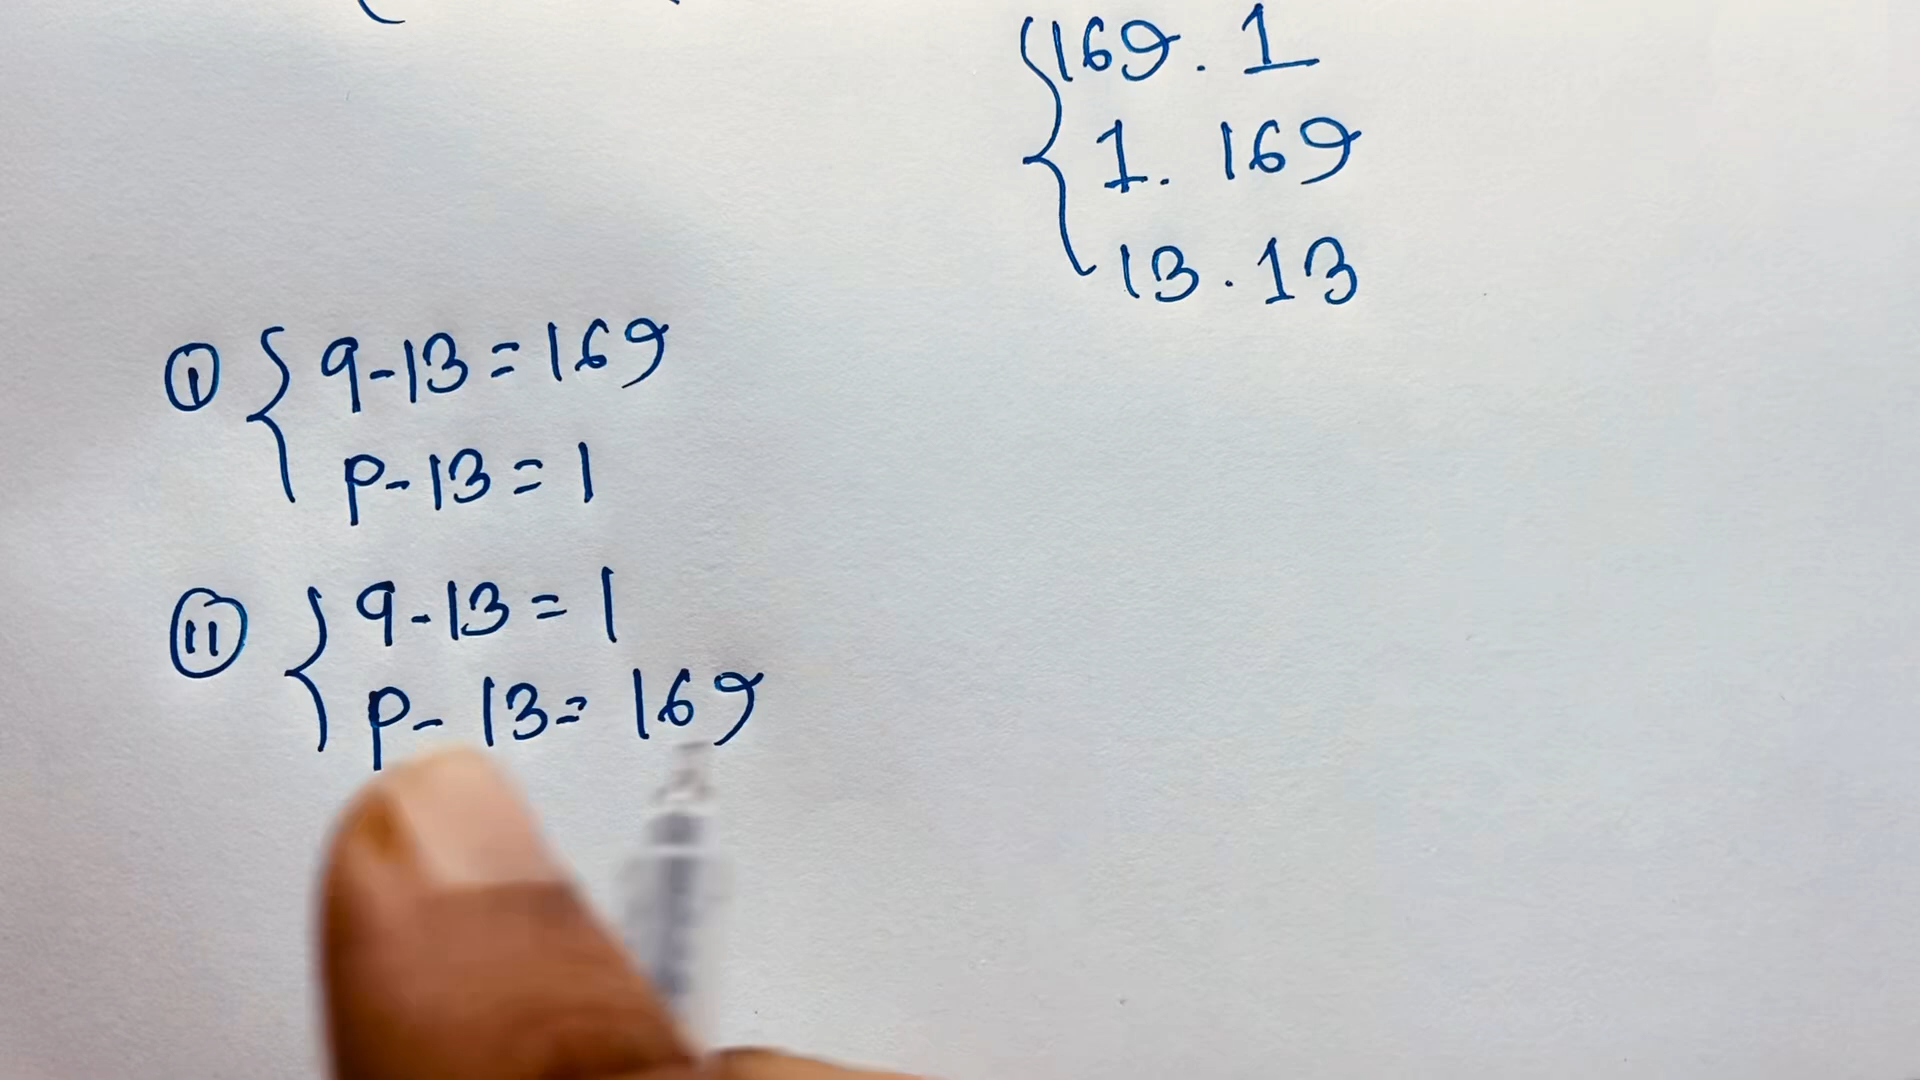 169 . 1
1 . 169
13 . 13
① q - 13 = 169
p - 13 = 1
⑪ q - 13 = 1
p - 13 = 169